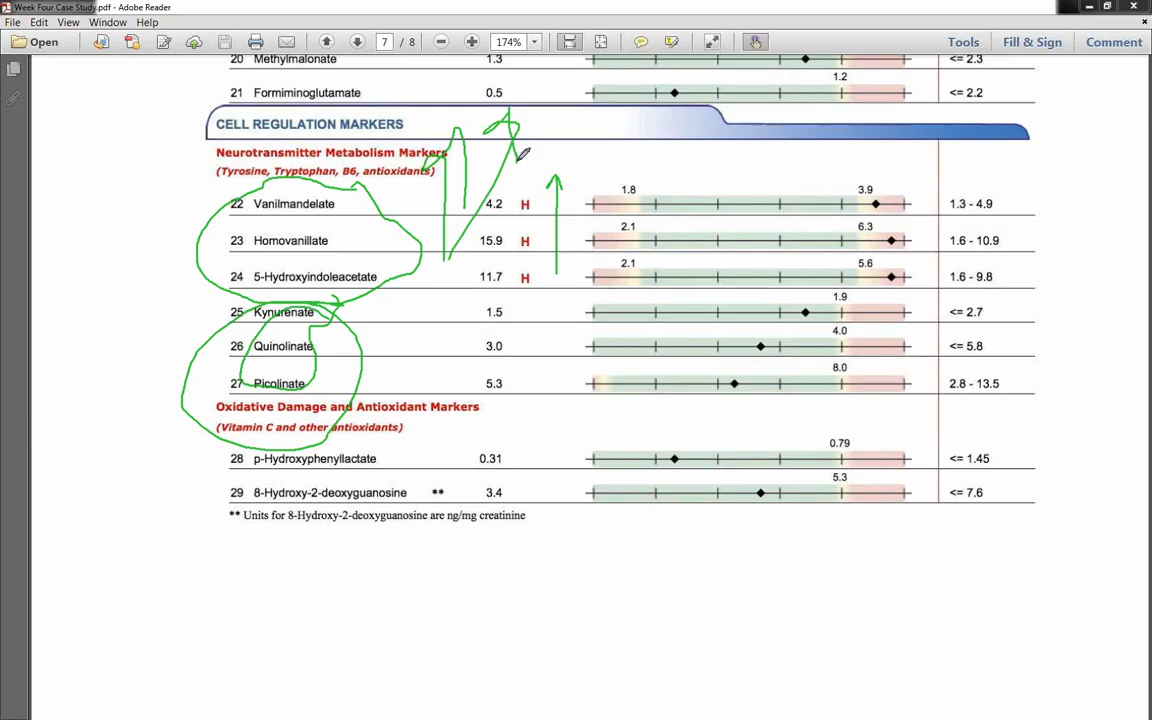 Week Four Case Study.pdf - Adobe Reader
File Edit View Window Help
Open 7 / 8 174% Tools Fill & Sign Comment
20 Methylmalonate 1.3 <= 2.3
1.2
21 Formiminoglutamate 0.5 <= 2.2
CELL REGULATION MARKERS
Neurotransmitter Metabolism Markers
(Tyrosine, Tryptophan, B6, antioxidants)
1.8 3.9
22 Vanilmandelate 4.2 H 1.3 - 4.9
2.1 6.3
23 Homovanillate 15.9 H 1.6 - 10.9
2.1 5.6
24 5-Hydroxyindoleacetate 11.7 H 1.6 - 9.8
1.9
25 Kynurenate 1.5 <= 2.7
4.0
26 Quinolinate 3.0 <= 5.8
8.0
27 Picolinate 5.3 2.8 - 13.5
Oxidative Damage and Antioxidant Markers
(Vitamin C and other antioxidants)
0.79
28 p-Hydroxyphenyllactate 0.31 <= 1.45
5.3
29 8-Hydroxy-2-deoxyguanosine ** 3.4 <= 7.6
** Units for 8-Hydroxy-2-deoxyguanosine are ng/mg creatinine